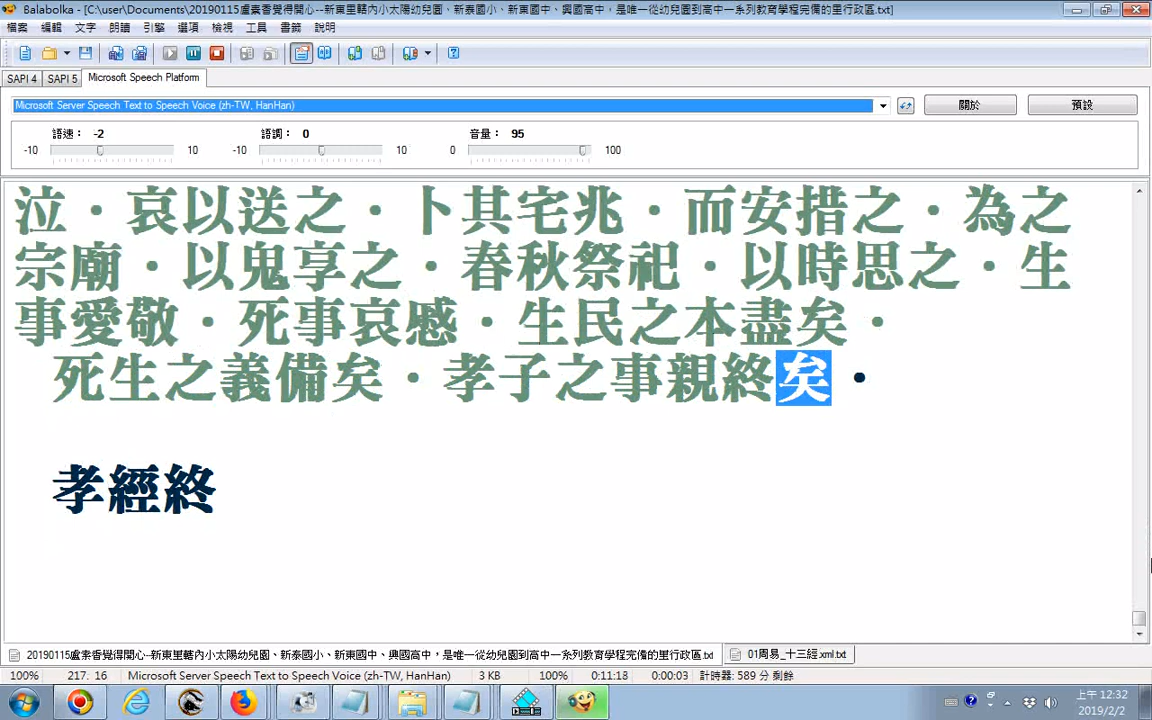 Balabolka - [C:\user\Documents\20190115盧素香覺得開心--新東里轄內小太陽幼兒園、新泰國小、新東國中、興國高中，是唯一從幼兒園到高中一系列教育學程完備的里行政區.txt]
檔案 編輯 文字 朗讀 引擎 選項 檢視 工具 書籤 說明
SAPI 4 SAPI 5 Microsoft Speech Platform
Microsoft Server Speech Text to Speech Voice (zh-TW, HanHan)
關於 預設
語速： -2 語調： 0 音量： 95
-10 10 -10 10 0 100
泣．哀以送之．卜其宅兆．而安措之．為之
宗廟．以鬼享之．春秋祭祀．以時思之．生
事愛敬．死事哀慼．生民之本盡矣．
死生之義備矣．孝子之事親終矣．
孝經終
20190115盧素香覺得開心--新東里轄內小太陽幼兒園、新泰國小、新東國中、興國高中，是唯一從幼兒園到高中一系列教育學程完備的里行政區.txt 01周易_十三經.xml.txt
100% 217. 16 Microsoft Server Speech Text to Speech Voice (zh-TW, HanHan) 3 KB 100% 0:11:18 0:00:03 計時器: 589 分 剩餘
上午 12:32
2019/2/2